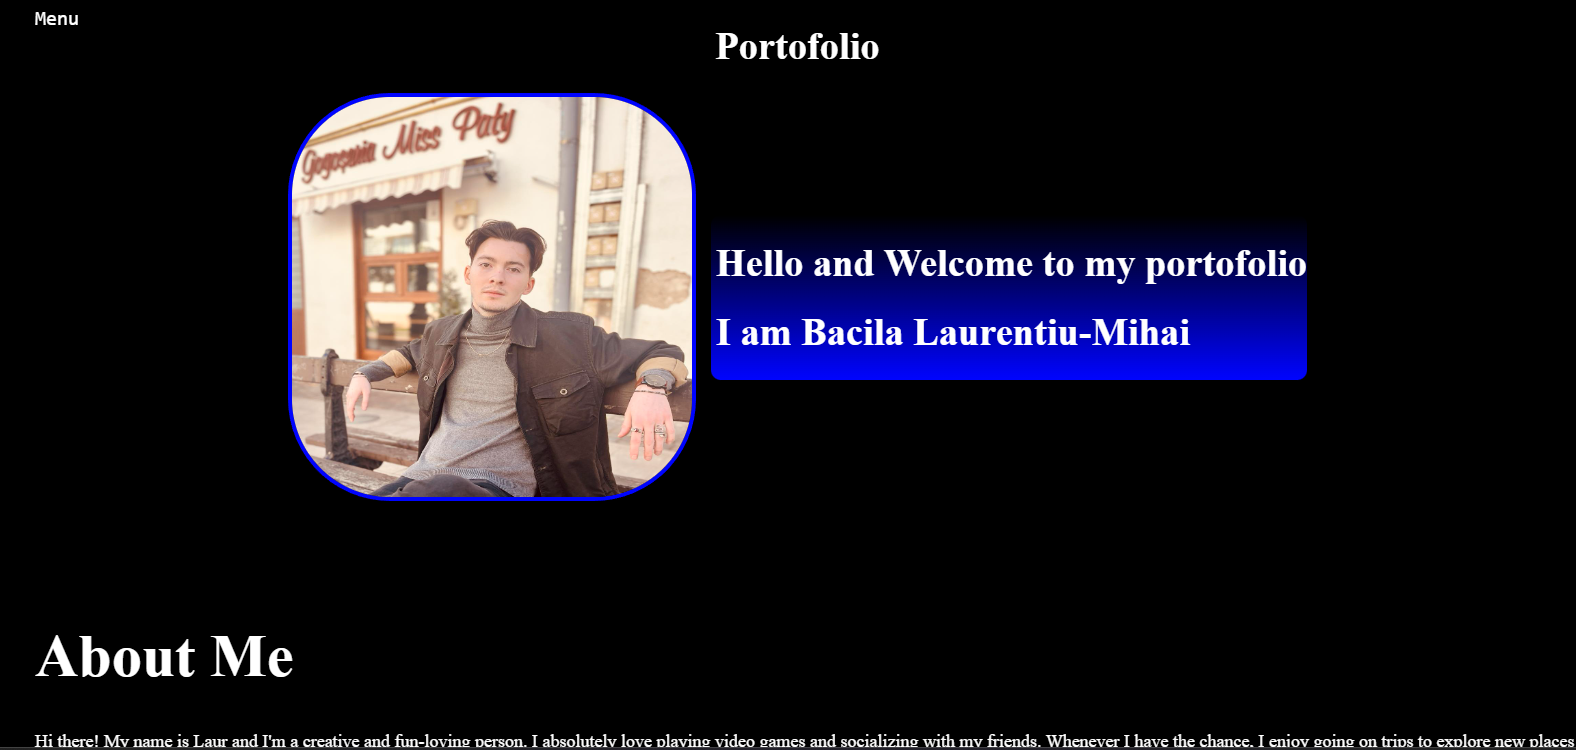 Menu
Portofolio
Gogoșeria Miss Paty
Hello and Welcome to my portofolio
I am Bacila Laurentiu-Mihai
About Me
Hi there! My name is Laur and I'm a creative and fun-loving person. I absolutely love playing video games and socializing with my friends. Whenever I have the chance, I enjoy going on trips to explore new places